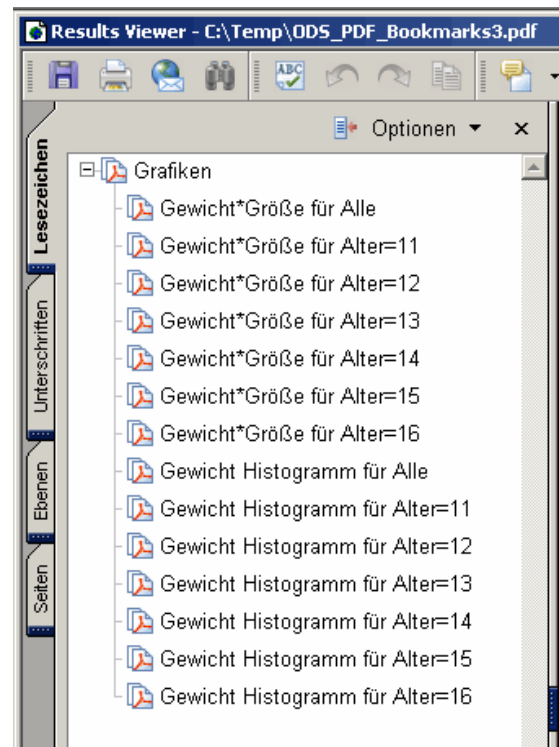 Results Viewer - C:\Temp\ODS_PDF_Bookmarks3.pdf
ABC
Optionen
Lesezeichen
Unterschriften
Ebenen
Seiten
Grafiken
Gewicht*Größe für Alle
Gewicht*Größe für Alter=11
Gewicht*Größe für Alter=12
Gewicht*Größe für Alter=13
Gewicht*Größe für Alter=14
Gewicht*Größe für Alter=15
Gewicht*Größe für Alter=16
Gewicht Histogramm für Alle
Gewicht Histogramm für Alter=11
Gewicht Histogramm für Alter=12
Gewicht Histogramm für Alter=13
Gewicht Histogramm für Alter=14
Gewicht Histogramm für Alter=15
Gewicht Histogramm für Alter=16